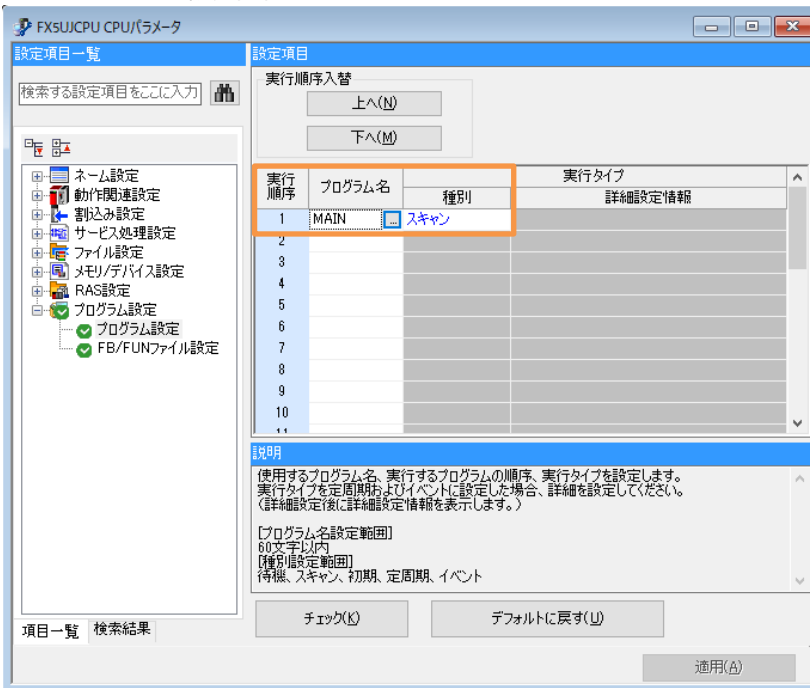 FX5UJCPU CPUパラメータ
設定項目一覧
検索する設定項目をここに入力
ネーム設定
動作関連設定
割込み設定
サービス処理設定
ファイル設定
メモリ/デバイス設定
RAS設定
プログラム設定
プログラム設定
FB/FUNファイル設定
項目一覧 検索結果
設定項目
実行順序入替
上へ(N)
下へ(M)
実行順序 プログラム名 実行タイプ
種別 詳細設定情報
1 MAIN ... スキャン
2
3
4
5
6
7
8
9
10
11
説明
使用するプログラム名、実行するプログラムの順序、実行タイプを設定します。
実行タイプを定周期およびイベントに設定した場合、詳細を設定してください。
(詳細設定後に詳細設定情報を表示します。)
[プログラム名設定範囲]
60文字以内
[種別設定範囲]
待機、スキャン、初期、定周期、イベント
チェック(K) デフォルトに戻す(U)
適用(A)